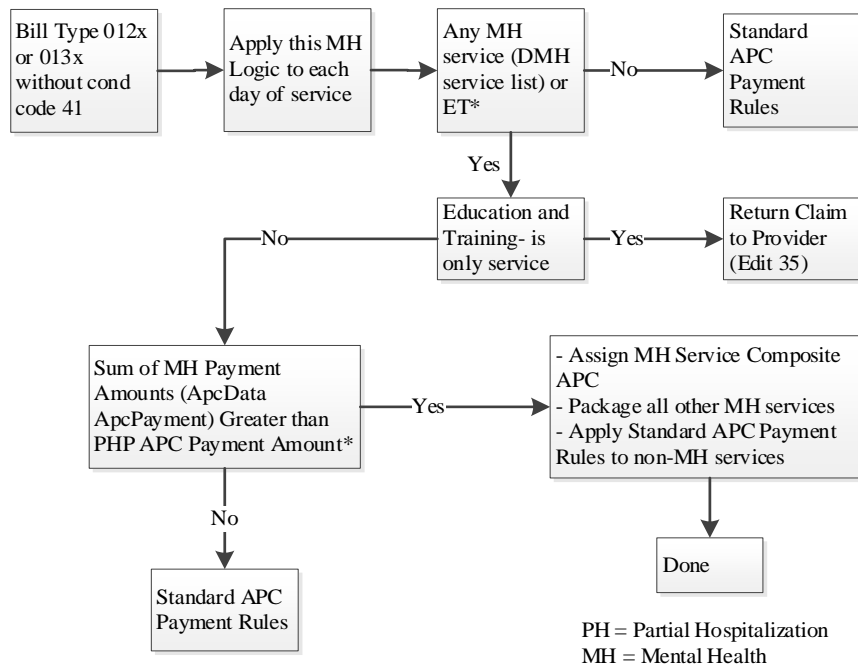 Bill Type 012x
or 013x
without cond
code 41
Apply this MH
Logic to each
day of service
Any MH
service (DMH
service list) or
ET*
No
Standard
APC
Payment
Rules
Yes
Education and
Training- is
only service
No
Yes
Return Claim
to Provider
(Edit 35)
Sum of MH Payment
Amounts (ApcData
ApcPayment) Greater than
PHP APC Payment Amount*
Yes
- Assign MH Service Composite
APC
- Package all other MH services
- Apply Standard APC Payment
Rules to non-MH services
No
Standard APC
Payment Rules
Done
PH = Partial Hospitalization
MH = Mental Health